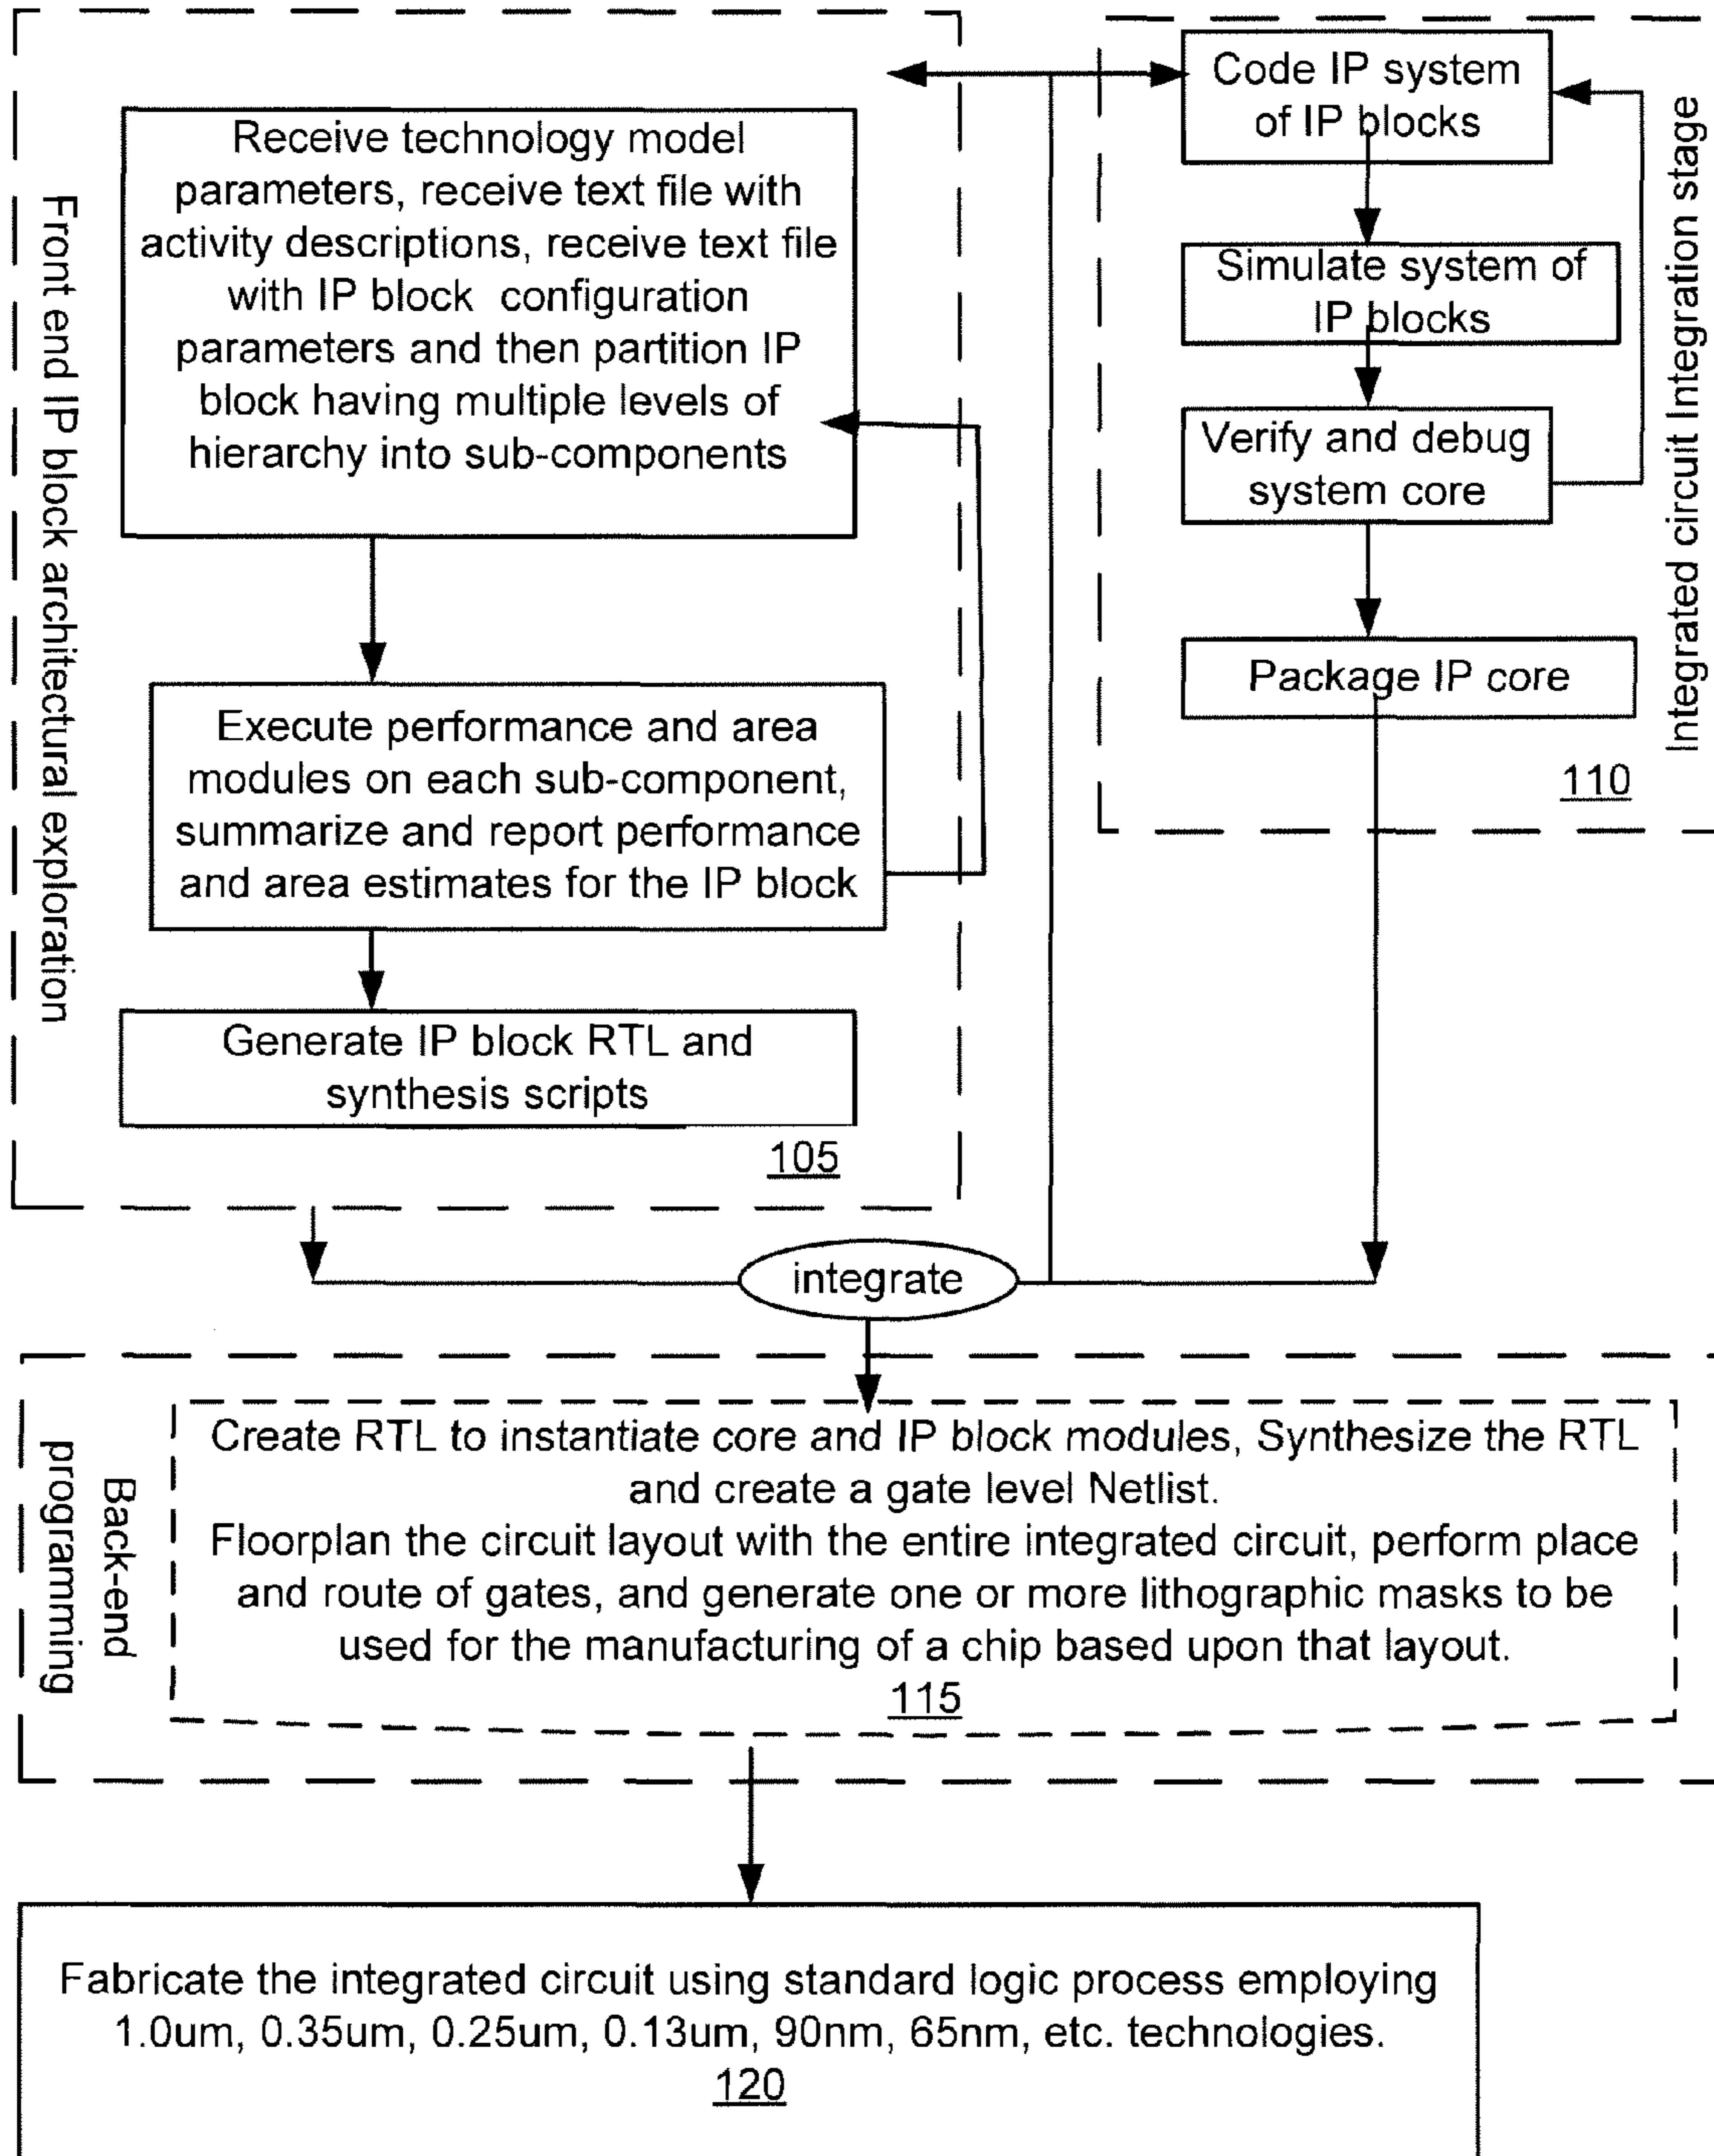 Front end IP block architectural exploration
Receive technology model
parameters, receive text file with
activity descriptions, receive text file
with IP block configuration
parameters and then partition IP
block having multiple levels of
hierarchy into sub-components
Execute performance and area
modules on each sub-component,
summarize and report performance
and area estimates for the IP block
Generate IP block RTL and
synthesis scripts
105
Integrated circuit Integration stage
Code IP system
of IP blocks
Simulate system of
IP blocks
Verify and debug
system core
Package IP core
110
integrate
Back-end
programming
Create RTL to instantiate core and IP block modules, Synthesize the RTL
and create a gate level Netlist.
Floorplan the circuit layout with the entire integrated circuit, perform place
and route of gates, and generate one or more lithographic masks to be
used for the manufacturing of a chip based upon that layout.
115
Fabricate the integrated circuit using standard logic process employing
1.0um, 0.35um, 0.25um, 0.13um, 90nm, 65nm, etc. technologies.
120